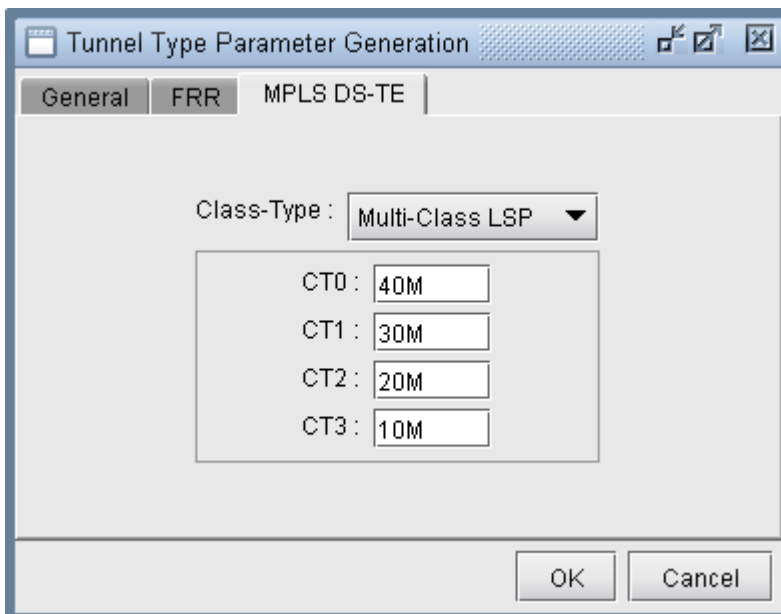 Tunnel Type Parameter Generation
General FRR MPLS DS-TE
Class-Type : Multi-Class LSP
CT0 : 40M
CT1 : 30M
CT2 : 20M
CT3 : 10M
OK Cancel